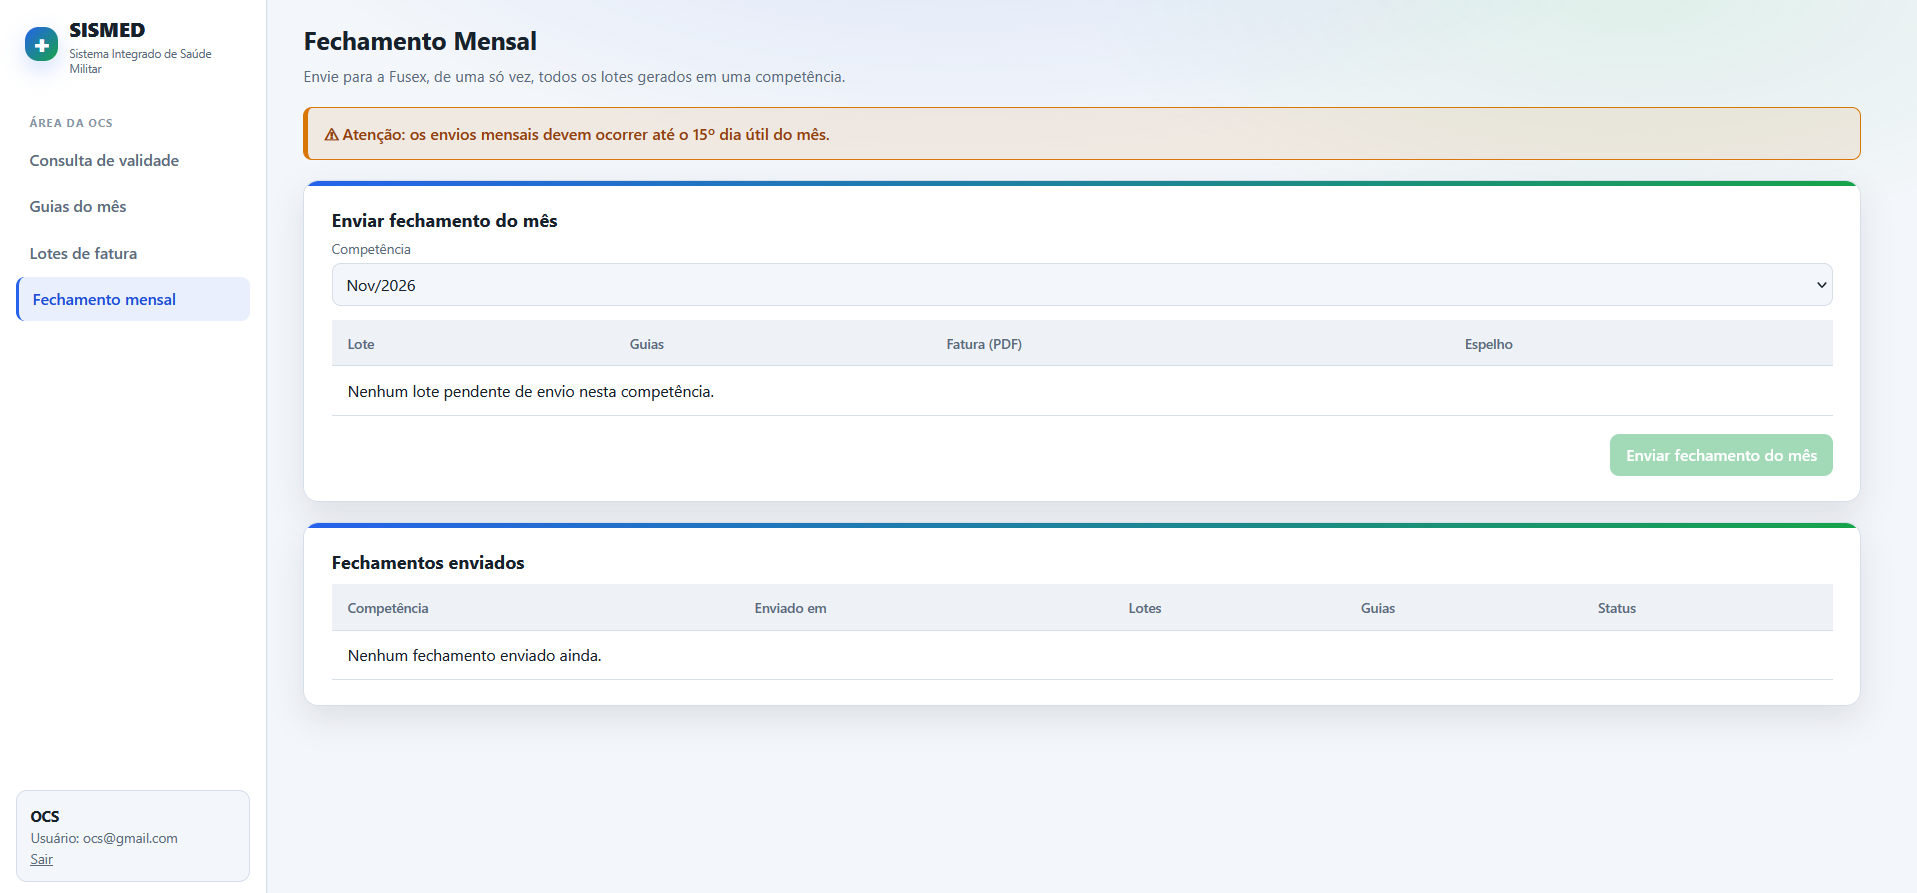 SISMED
Sistema Integrado de Saúde
Militar
ÁREA DA OCS
Consulta de validade
Guias do mês
Lotes de fatura
Fechamento mensal
OCS
Usuário: ocs@gmail.com
Sair
Fechamento Mensal
Envie para a Fusex, de uma só vez, todos os lotes gerados em uma competência.
⚠ Atenção: os envios mensais devem ocorrer até o 15º dia útil do mês.
Enviar fechamento do mês
Competência
Nov/2026
Lote Guias Fatura (PDF) Espelho
Nenhum lote pendente de envio nesta competência.
Enviar fechamento do mês
Fechamentos enviados
Competência Enviado em Lotes Guias Status
Nenhum fechamento enviado ainda.